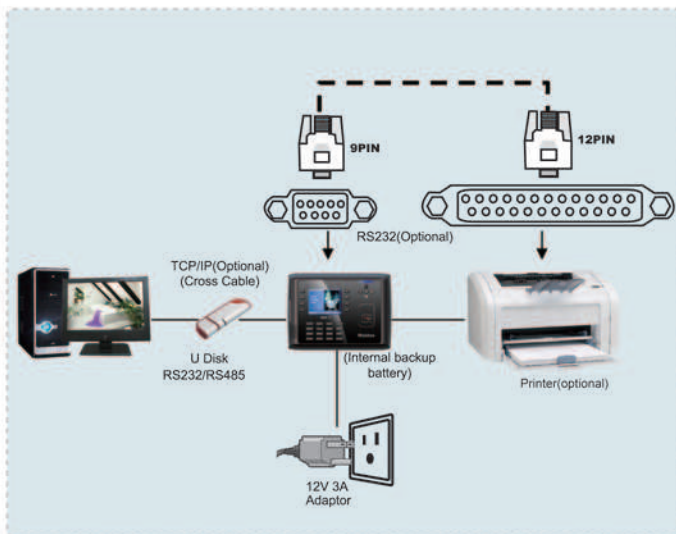 9PIN
12PIN
RS232(Optional)
TCP/IP(Optional)
(Cross Cable)
U Disk
RS232/RS485
(Internal backup
battery)
Printer(optional)
12V 3A
Adaptor